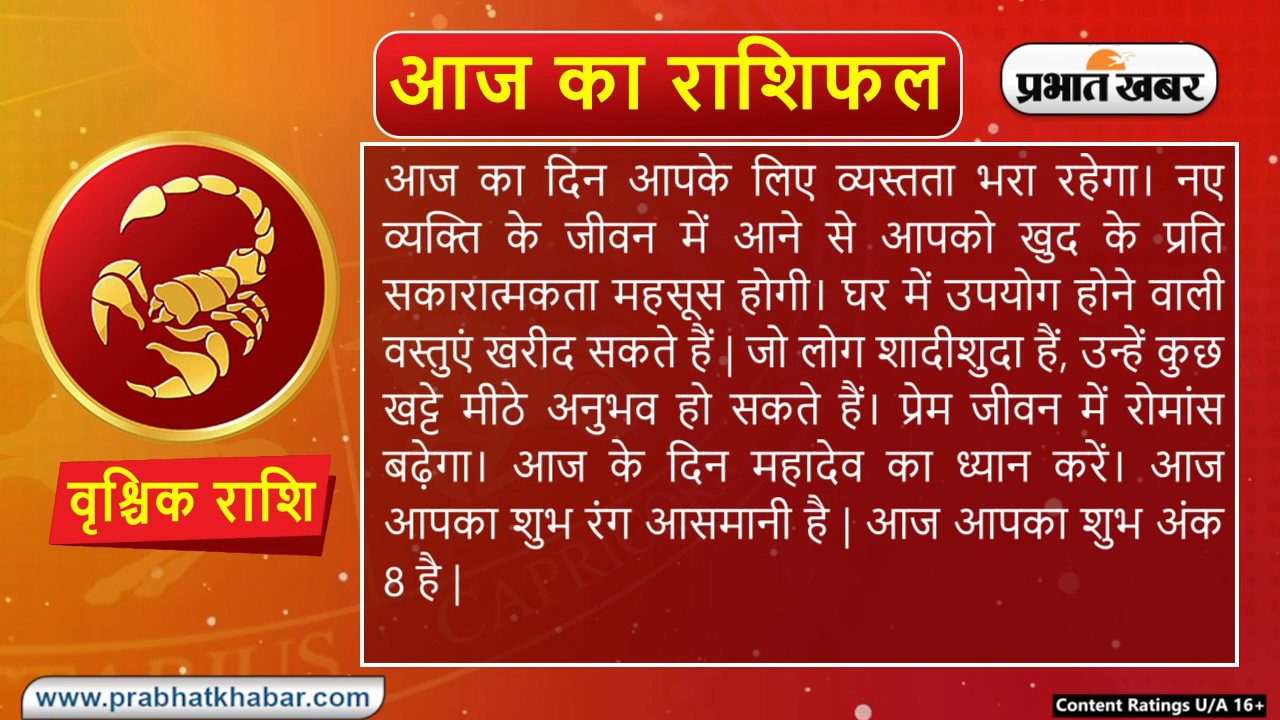 आज का राशिफल
प्रभात खबर
आज का दिन आपके लिए व्यस्तता भरा रहेगा। नए
व्यक्ति के जीवन में आने से आपको खुद के प्रति
सकारात्मकता महसूस होगी। घर में उपयोग होने वाली
वस्तुएं खरीद सकते हैं | जो लोग शादीशुदा हैं, उन्हें कुछ
खट्टे मीठे अनुभव हो सकते हैं। प्रेम जीवन में रोमांस
बढ़ेगा। आज के दिन महादेव का ध्यान करें। आज
आपका शुभ रंग आसमानी है | आज आपका शुभ अंक
8 है |
वृश्चिक राशि
CAPRICOR
TARIUS
www.prabhatkhabar.com
Content Ratings U/A 16+